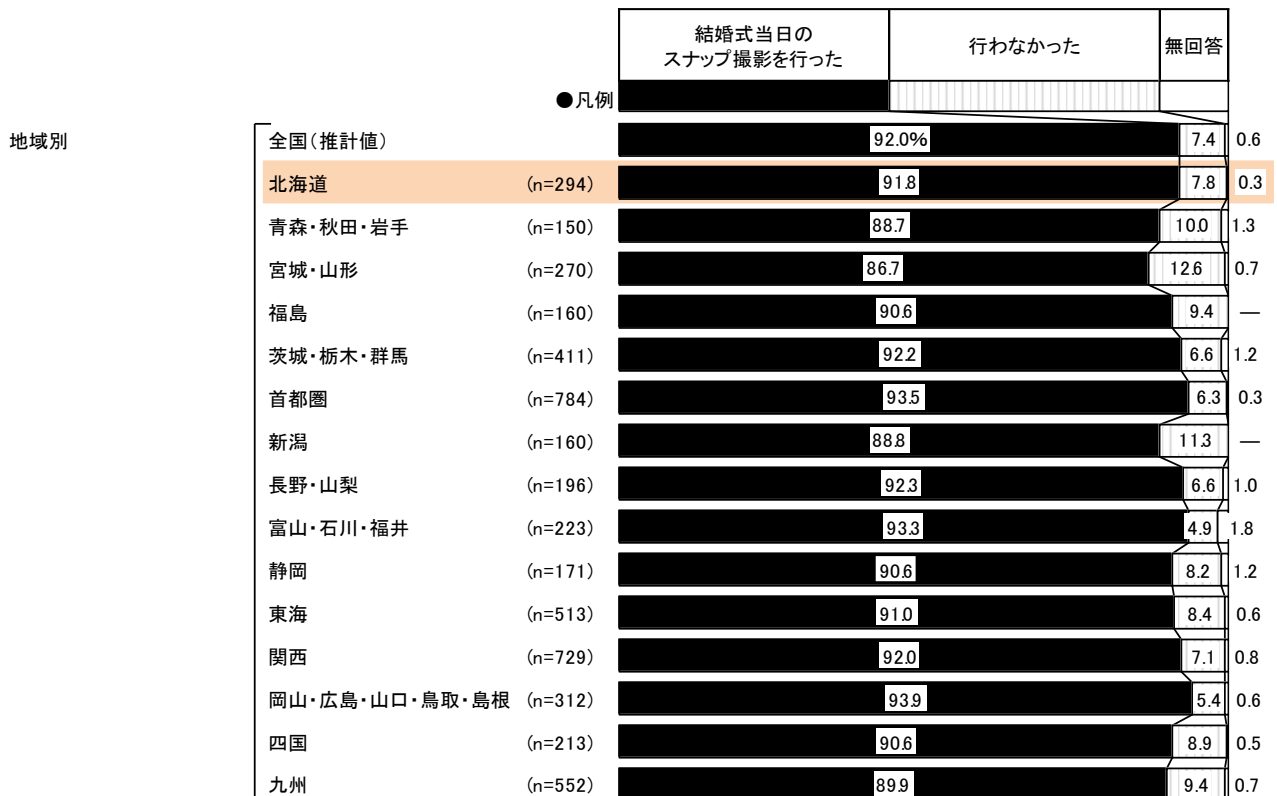 結婚式当日の
スナップ撮影を行った
行わなかった
無回答
●凡例
地域別
全国(推計値) 92.0% 7.4 0.6
北海道 (n=294) 91.8 7.8 0.3
青森・秋田・岩手 (n=150) 88.7 10.0 1.3
宮城・山形 (n=270) 86.7 12.6 0.7
福島 (n=160) 90.6 9.4 —
茨城・栃木・群馬 (n=411) 92.2 6.6 1.2
首都圏 (n=784) 93.5 6.3 0.3
新潟 (n=160) 88.8 11.3 —
長野・山梨 (n=196) 92.3 6.6 1.0
富山・石川・福井 (n=223) 93.3 4.9 1.8
静岡 (n=171) 90.6 8.2 1.2
東海 (n=513) 91.0 8.4 0.6
関西 (n=729) 92.0 7.1 0.8
岡山・広島・山口・鳥取・島根 (n=312) 93.9 5.4 0.6
四国 (n=213) 90.6 8.9 0.5
九州 (n=552) 89.9 9.4 0.7